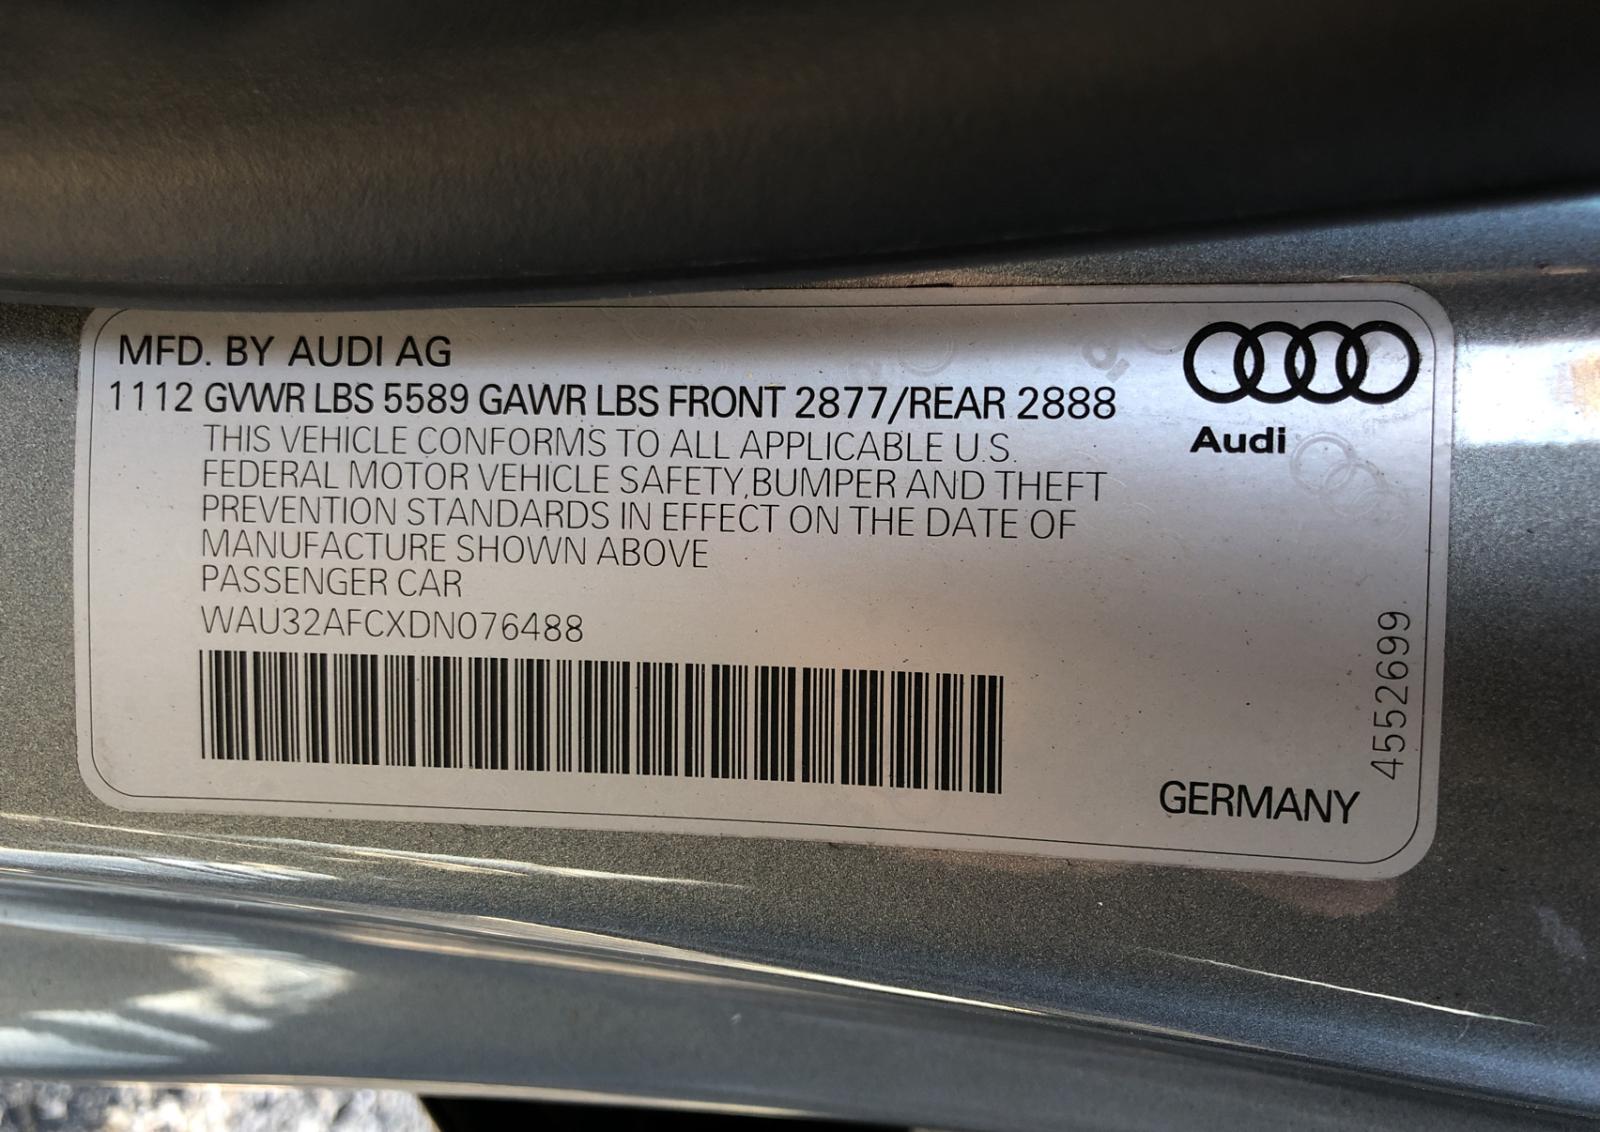 MFD. BY AUDI AG
1112 GVWR LBS 5589 GAWR LBS FRONT 2877/REAR 2888
THIS VEHICLE CONFORMS TO ALL APPLICABLE U.S.
FEDERAL MOTOR VEHICLE SAFETY,BUMPER AND THEFT
PREVENTION STANDARDS IN EFFECT ON THE DATE OF
MANUFACTURE SHOWN ABOVE
PASSENGER CAR
WAU32AFCXDN076488
Audi
GERMANY
4552699